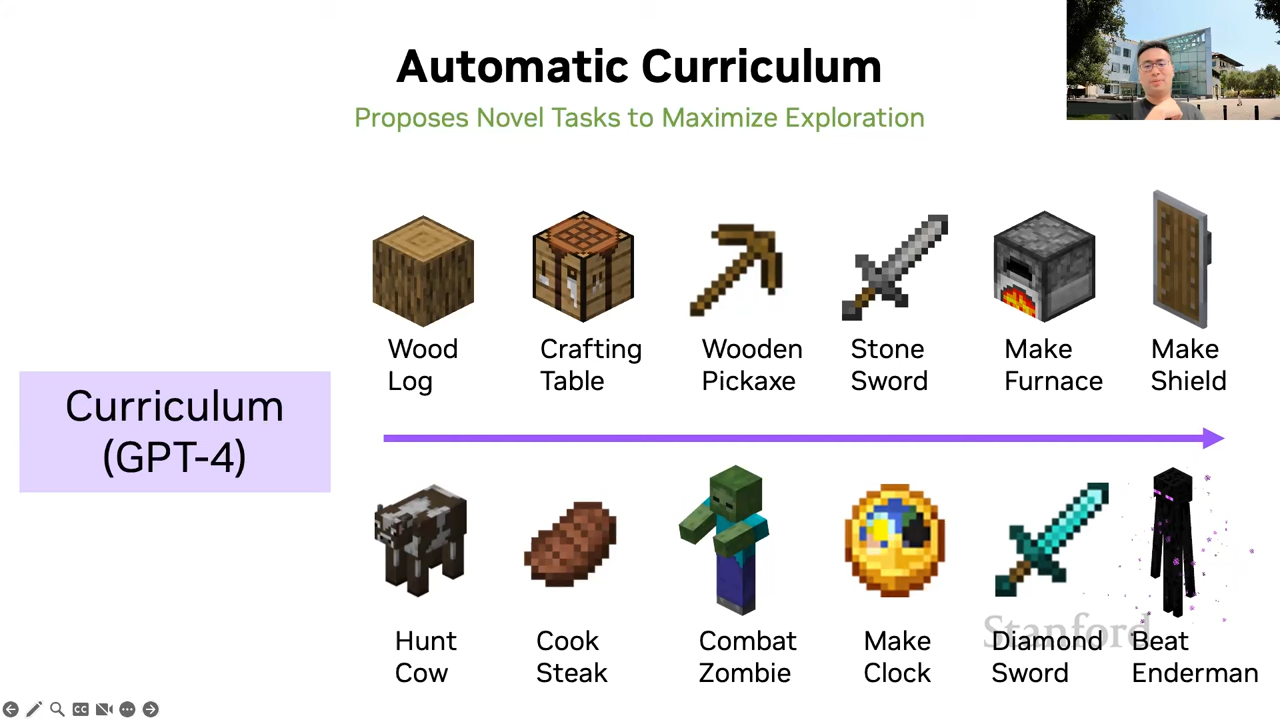 Automatic Curriculum
Proposes Novel Tasks to Maximize Exploration
Wood
Log
Crafting
Table
Wooden
Pickaxe
Stone
Sword
Make
Furnace
Make
Shield
Curriculum
(GPT-4)
Hunt
Cow
Cook
Steak
Combat
Zombie
Make
Clock
Diamond
Sword
Beat
Enderman
Stanford
CC